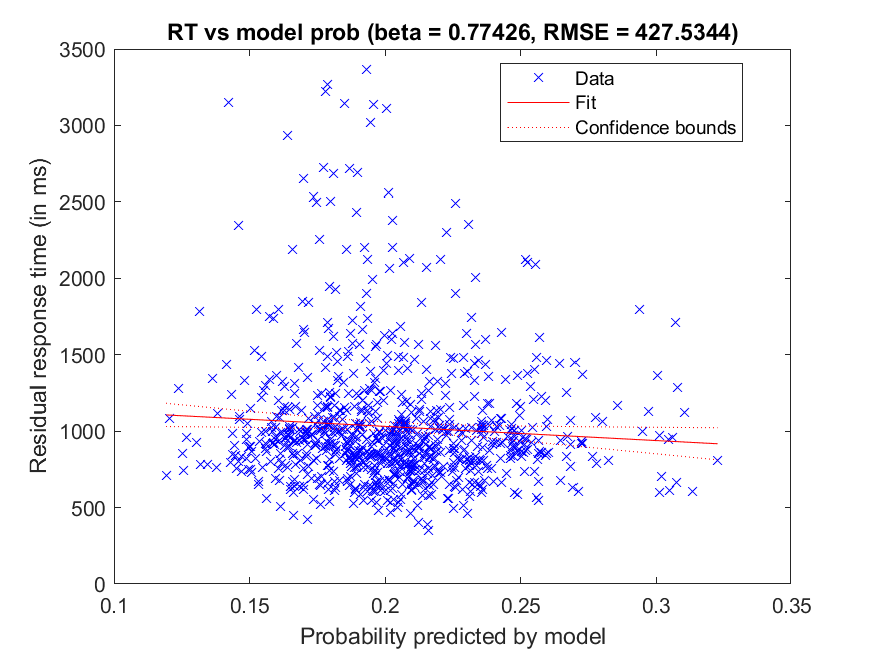 RT vs model prob (beta = 0.77426, RMSE = 427.5344)
Data
Fit
Confidence bounds
Residual response time (in ms)
3500
3000
2500
2000
1500
1000
500
0
0.1 0.15 0.2 0.25 0.3 0.35
Probability predicted by model